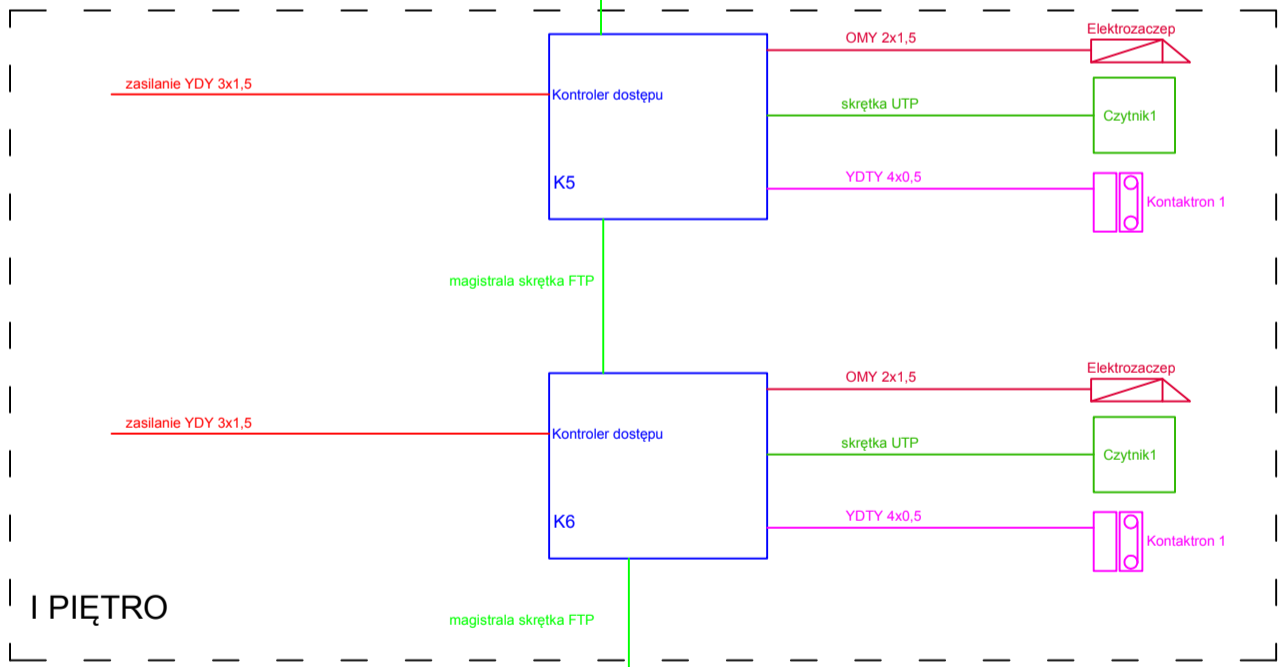 Elektrozaczep
OMY 2x1,5
zasilanie YDY 3x1,5
Kontroler dostępu
skrętka UTP
Czytnik1
YDTY 4x0,5
K5
Kontaktron 1
magistrala skrętka FTP
Elektrozaczep
OMY 2x1,5
zasilanie YDY 3x1,5
Kontroler dostępu
skrętka UTP
Czytnik1
YDTY 4x0,5
K6
Kontaktron 1
I PIĘTRO
magistrala skrętka FTP